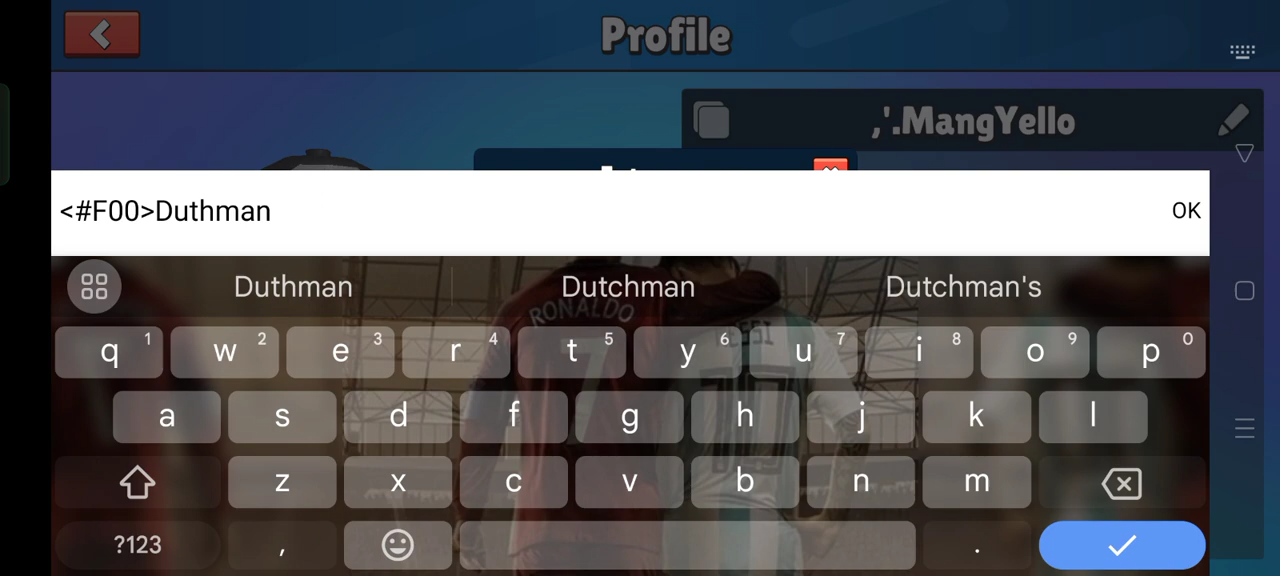 Profile
,'.MangYello
<#F00>Duthman
OK
Duthman Dutchman Dutchman's
RONALDO
q 1 w 2 e 3 r 4 t 5 y 6 u 7 i 8 o 9 p 0
a s d f g h j k l
z x c v b n m
?123 , .